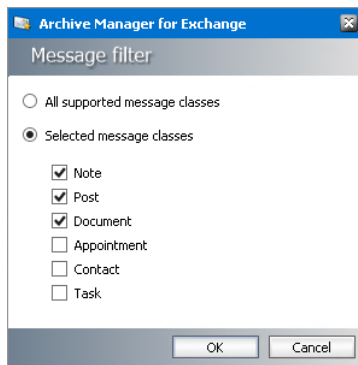 Archive Manager for Exchange
Message filter
All supported message classes
Selected message classes
Note
Post
Document
Appointment
Contact
Task
OK Cancel